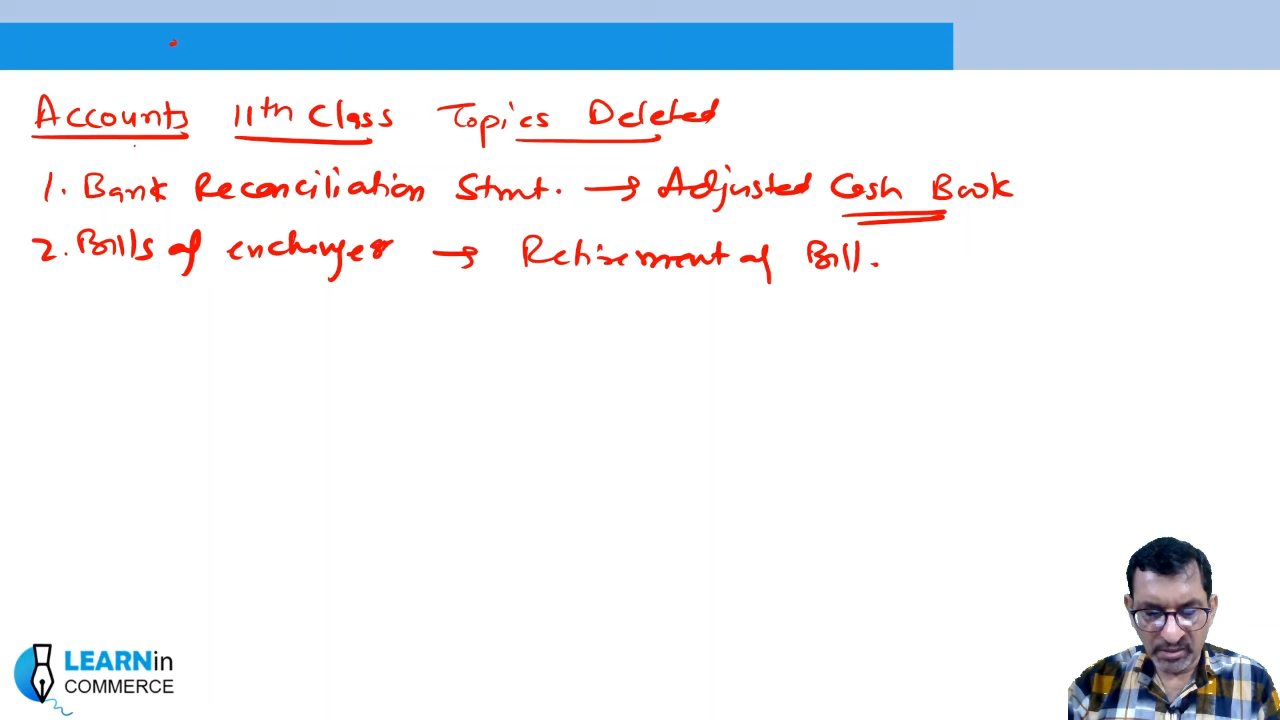 Accounts 11th Class Topics Deleted
1. Bank Reconciliation Stmt. → Adjusted Cash Book
2. Bills of exchanges → Retirement of Bill.
LEARNin
COMMERCE